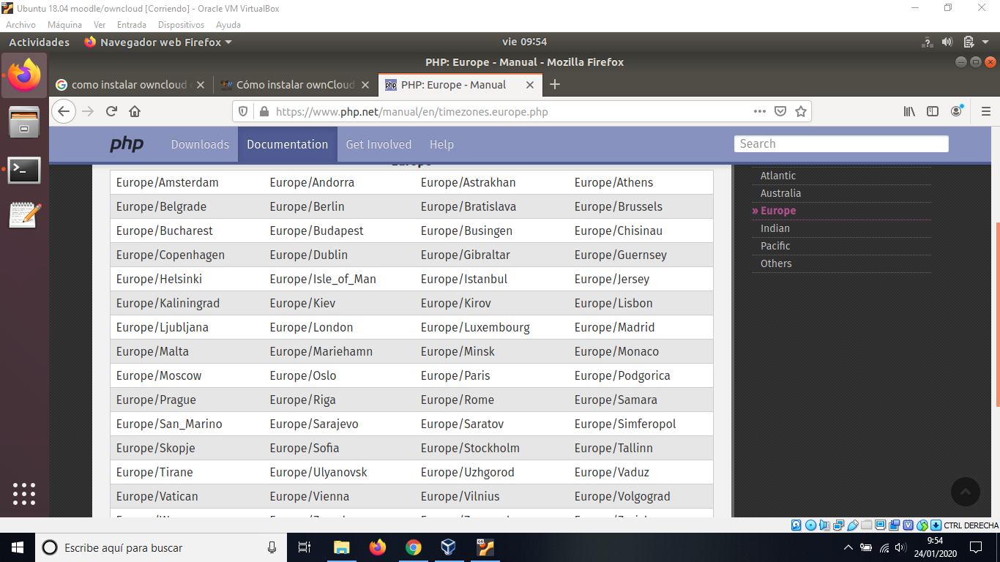 Ubuntu 18.04 moodle/owncloud [Corriendo] - Oracle VM VirtualBox
Archivo Máquina Ver Entrada Dispositivos Ayuda
Actividades Navegador web Firefox vie 09:54
PHP: Europe - Manual - Mozilla Firefox
como instalar owncloud Cómo instalar ownCloud PHP: Europe - Manual
https://www.php.net/manual/en/timezones.europe.php
php Downloads Documentation Get Involved Help Search
Europe
Europe/Amsterdam Europe/Andorra Europe/Astrakhan Europe/Athens
Europe/Belgrade Europe/Berlin Europe/Bratislava Europe/Brussels
Europe/Bucharest Europe/Budapest Europe/Busingen Europe/Chisinau
Europe/Copenhagen Europe/Dublin Europe/Gibraltar Europe/Guernsey
Europe/Helsinki Europe/Isle_of_Man Europe/Istanbul Europe/Jersey
Europe/Kaliningrad Europe/Kiev Europe/Kirov Europe/Lisbon
Europe/Ljubljana Europe/London Europe/Luxembourg Europe/Madrid
Europe/Malta Europe/Mariehamn Europe/Minsk Europe/Monaco
Europe/Moscow Europe/Oslo Europe/Paris Europe/Podgorica
Europe/Prague Europe/Riga Europe/Rome Europe/Samara
Europe/San_Marino Europe/Sarajevo Europe/Saratov Europe/Simferopol
Europe/Skopje Europe/Sofia Europe/Stockholm Europe/Tallinn
Europe/Tirane Europe/Ulyanovsk Europe/Uzhgorod Europe/Vaduz
Europe/Vatican Europe/Vienna Europe/Vilnius Europe/Volgograd
Atlantic
Australia
» Europe
Indian
Pacific
Others
CTRL DERECHA
Escribe aquí para buscar
9:54
24/01/2020